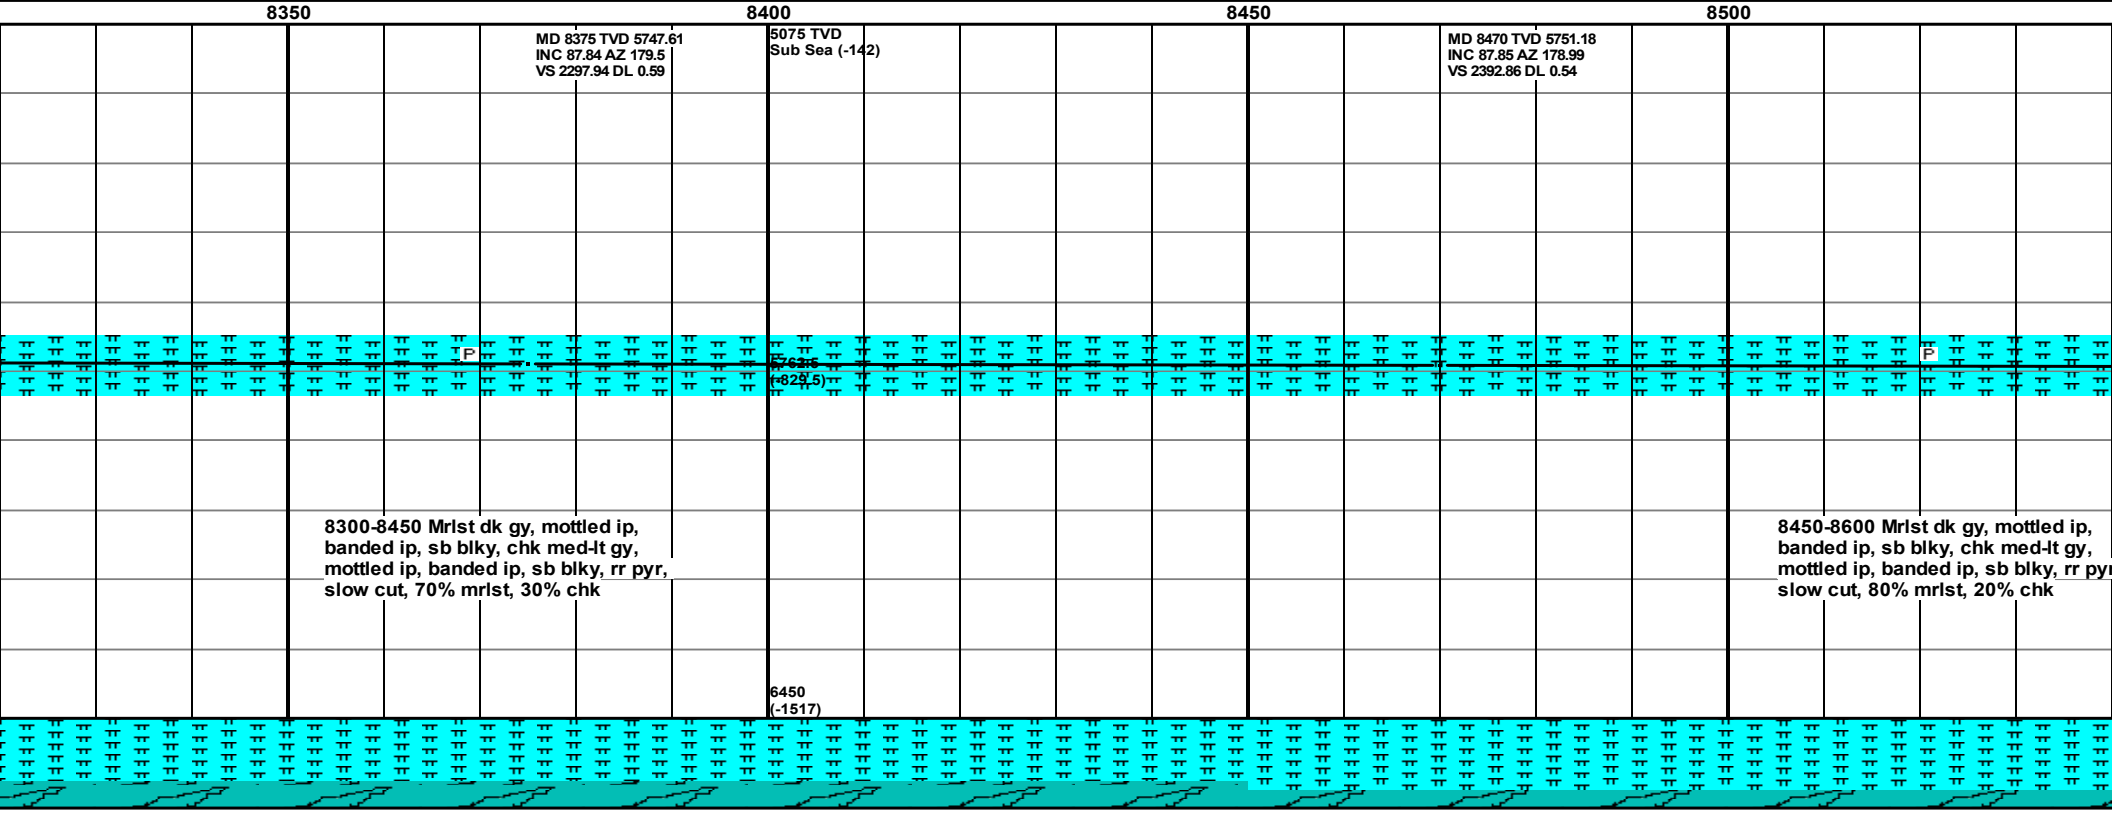 8350 8400 8450 8500
MD 8375 TVD 5747.61
INC 87.84 AZ 179.5
VS 2297.94 DL 0.59
5075 TVD
Sub Sea (-142)
MD 8470 TVD 5751.18
INC 87.85 AZ 178.99
VS 2392.86 DL 0.54
P
5762.5
(-829.5)
P
8300-8450 Mrlst dk gy, mottled ip,
banded ip, sb blky, chk med-lt gy,
mottled ip, banded ip, sb blky, rr pyr,
slow cut, 70% mrlst, 30% chk
8450-8600 Mrlst dk gy, mottled ip,
banded ip, sb blky, chk med-lt gy,
mottled ip, banded ip, sb blky, rr pyr
slow cut, 80% mrlst, 20% chk
6450
(-1517)